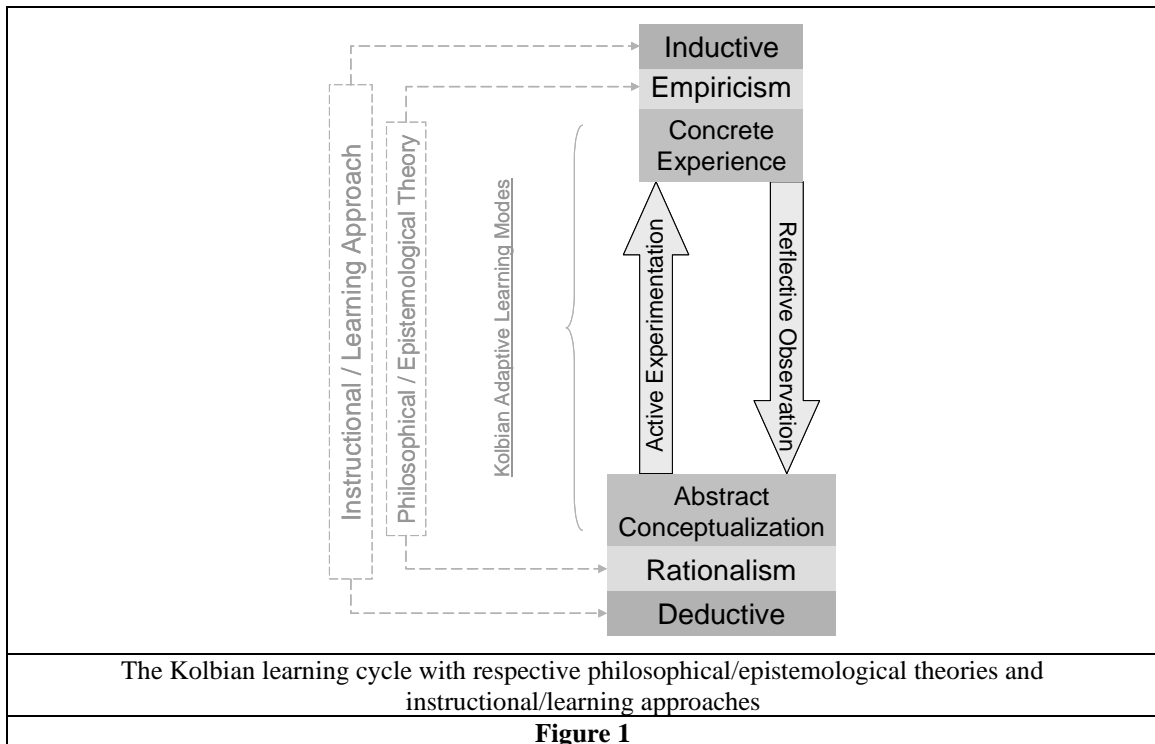 Inductive
Empiricism
Concrete
Experience
Instructional / Learning Approach
Philosophical / Epistemological Theory
Kolbian Adaptive Learning Modes
Active Experimentation
Reflective Observation
Abstract
Conceptualization
Rationalism
Deductive
The Kolbian learning cycle with respective philosophical/epistemological theories and
instructional/learning approaches
Figure 1